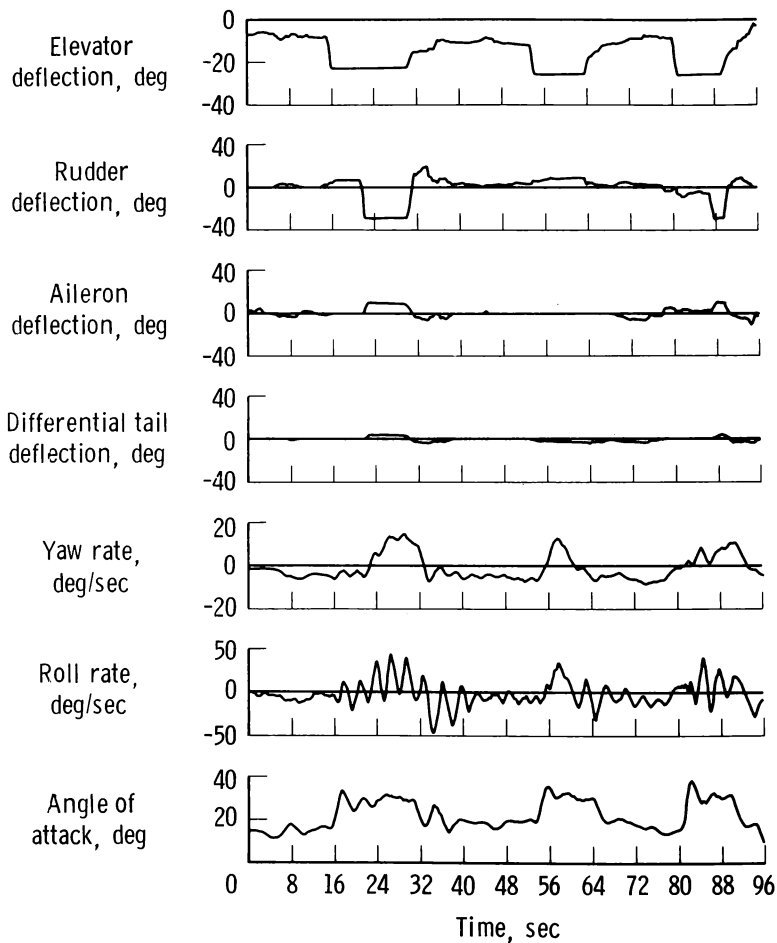 Elevator
deflection, deg
0
-20
-40
Rudder
deflection, deg
40
0
-40
Aileron
deflection, deg
40
0
-40
Differential tail
deflection, deg
40
0
-40
Yaw rate,
deg/sec
20
0
-20
Roll rate,
deg/sec
50
0
-50
Angle of
attack, deg
40
20
0 8 16 24 32 40 48 56 64 72 80 88 96
Time, sec